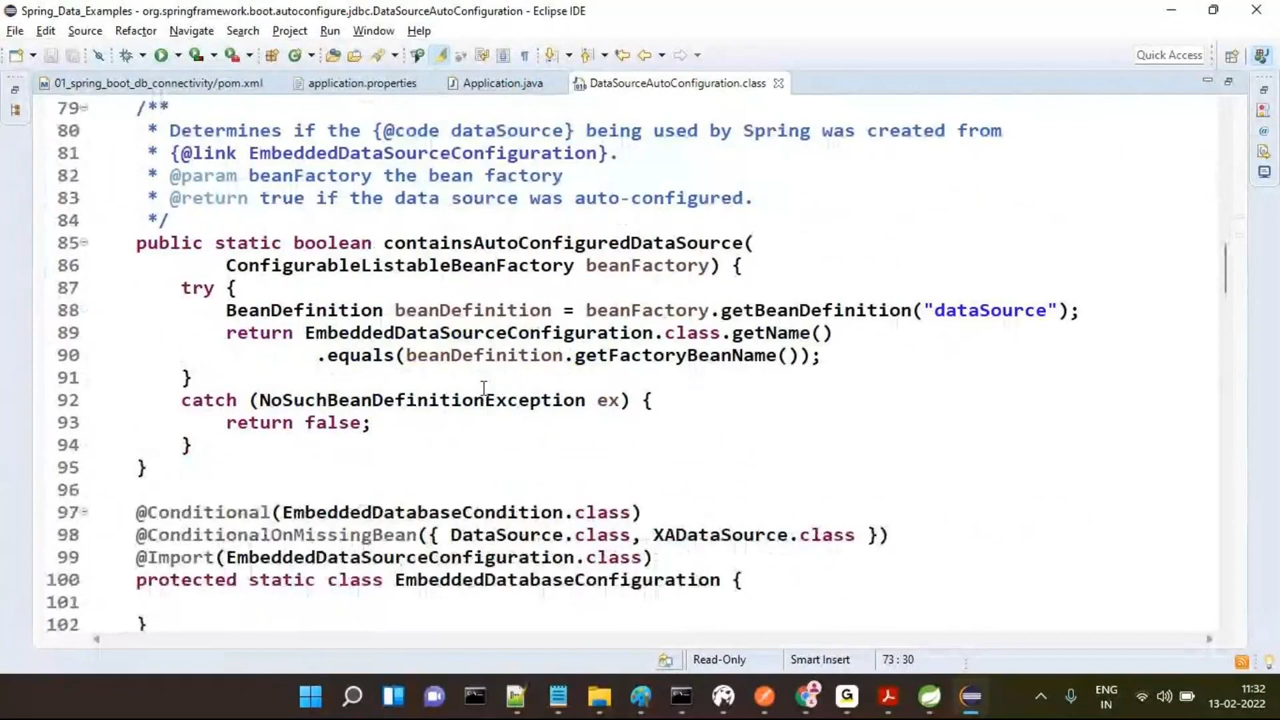 Spring_Data_Examples - org.springframework.boot.autoconfigure.jdbc.DataSourceAutoConfiguration - Eclipse IDE
File Edit Source Refactor Navigate Search Project Run Window Help
Quick Access
01_spring_boot_db_connectivity/pom.xml application.properties Application.java DataSourceAutoConfiguration.class
79 /**
80 * Determines if the {@code dataSource} being used by Spring was created from
81 * {@link EmbeddedDataSourceConfiguration}.
82 * @param beanFactory the bean factory
83 * @return true if the data source was auto-configured.
84 */
85 public static boolean containsAutoConfiguredDataSource(
86 ConfigurableListableBeanFactory beanFactory) {
87 try {
88 BeanDefinition beanDefinition = beanFactory.getBeanDefinition("dataSource");
89 return EmbeddedDataSourceConfiguration.class.getName()
90 .equals(beanDefinition.getFactoryBeanName());
91 }
92 catch (NoSuchBeanDefinitionException ex) {
93 return false;
94 }
95 }
96
97 @Conditional(EmbeddedDatabaseCondition.class)
98 @ConditionalOnMissingBean({ DataSource.class, XADataSource.class })
99 @Import(EmbeddedDataSourceConfiguration.class)
100 protected static class EmbeddedDatabaseConfiguration {
101
102 }
Read-Only Smart Insert 73 : 30
ENG 11:32
IN 13-02-2022